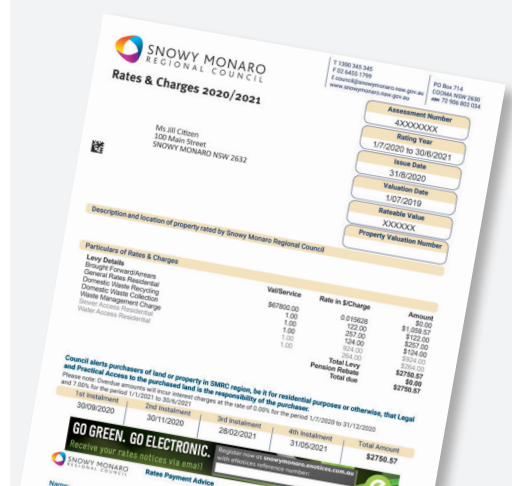 SNOWY MONARO
REGIONAL COUNCIL
Rates & Charges 2020/2021
T 1300 345 345
F 02 6455 1799
E council@snowymonaro.nsw.gov.au
www.snowymonaro.nsw.gov.au
PO Box 714
COOMA NSW 2630
ABN 72 906 802 034
Ms Jill Citizen
100 Main Street
SNOWY MONARO NSW 2632
Assessment Number
4XXXXXXX
Rating Year
1/7/2020 to 30/6/2021
Issue Date
31/8/2020
Valuation Date
1/07/2019
Rateable Value
XXXXXX
Property Valuation Number
Description and location of property rated by Snowy Monaro Regional Council
Particulars of Rates & Charges
Levy Details Val/Service Rate in $/Charge Amount
Brought Forward/Arrears $0.00
General Rates Residential $67800.00 0.015628 $1,059.57
Domestic Waste Recycling 1.00 122.00 $122.00
Domestic Waste Collection 1.00 257.00 $257.00
Waste Management Charge 1.00 124.00 $124.00
Sewer Access Residential 1.00 924.00 $924.00
Water Access Residential 1.00 264.00 $264.00
Total Levy $2750.57
Pension Rebate $0.00
Total due $2750.57
Council alerts purchasers of land or property in SMRC region, be it for residential purposes or otherwise, that Legal
and Practical Access to the purchased land is the responsibility of the purchaser.
Please note: Overdue amounts will incur interest charges at the rate of 0.00% for the period 1/7/2020 to 31/12/2020
and 7.00% for the period 1/1/2021 to 30/6/2021
1st Instalment 2nd Instalment 3rd Instalment 4th Instalment Total Amount
30/09/2020 30/11/2020 28/02/2021 31/05/2021 $2750.57
GO GREEN. GO ELECTRONIC.
Receive your rates notices via email
Register now at snowymonaro.enotices.com.au
with eNotices reference number:
SNOWY MONARO
REGIONAL COUNCIL
Rates Payment Advice